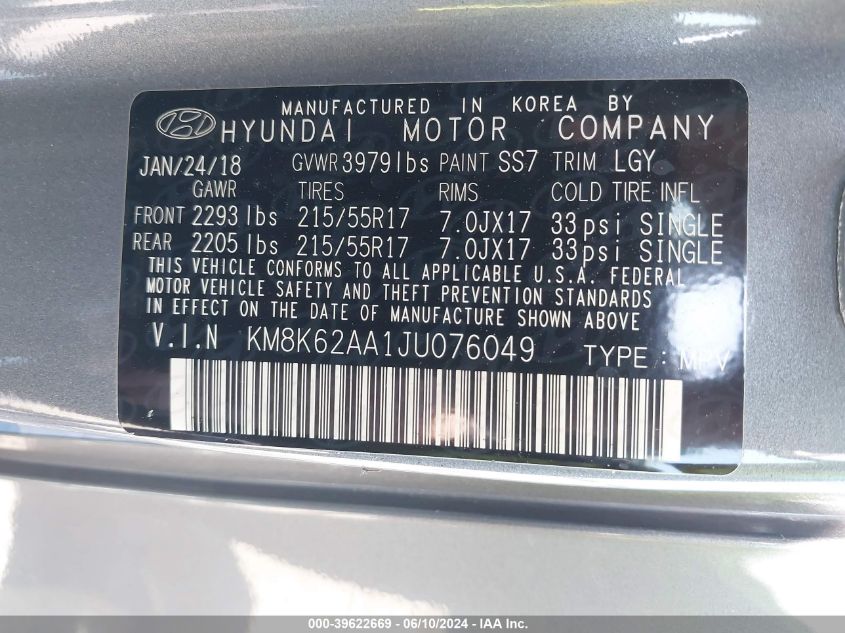 MANUFACTURED IN KOREA BY
HYUNDAI MOTOR COMPANY
JAN/24/18 GVWR 3979 lbs PAINT SS7 TRIM LGY
GAWR TIRES RIMS COLD TIRE INFL
FRONT 2293 lbs 215/55R17 7.0JX17 33psi SINGLE
REAR 2205 lbs 215/55R17 7.0JX17 33psi SINGLE
THIS VEHICLE CONFORMS TO ALL APPLICABLE U.S.A. FEDERAL
MOTOR VEHICLE SAFETY AND THEFT PREVENTION STANDARDS
IN EFFECT ON THE DATE OF MANUFACTURE SHOWN ABOVE
V.I.N KM8K62AA1JU076049 TYPE : MPV
000-39622669 - 06/10/2024 - IAA Inc.